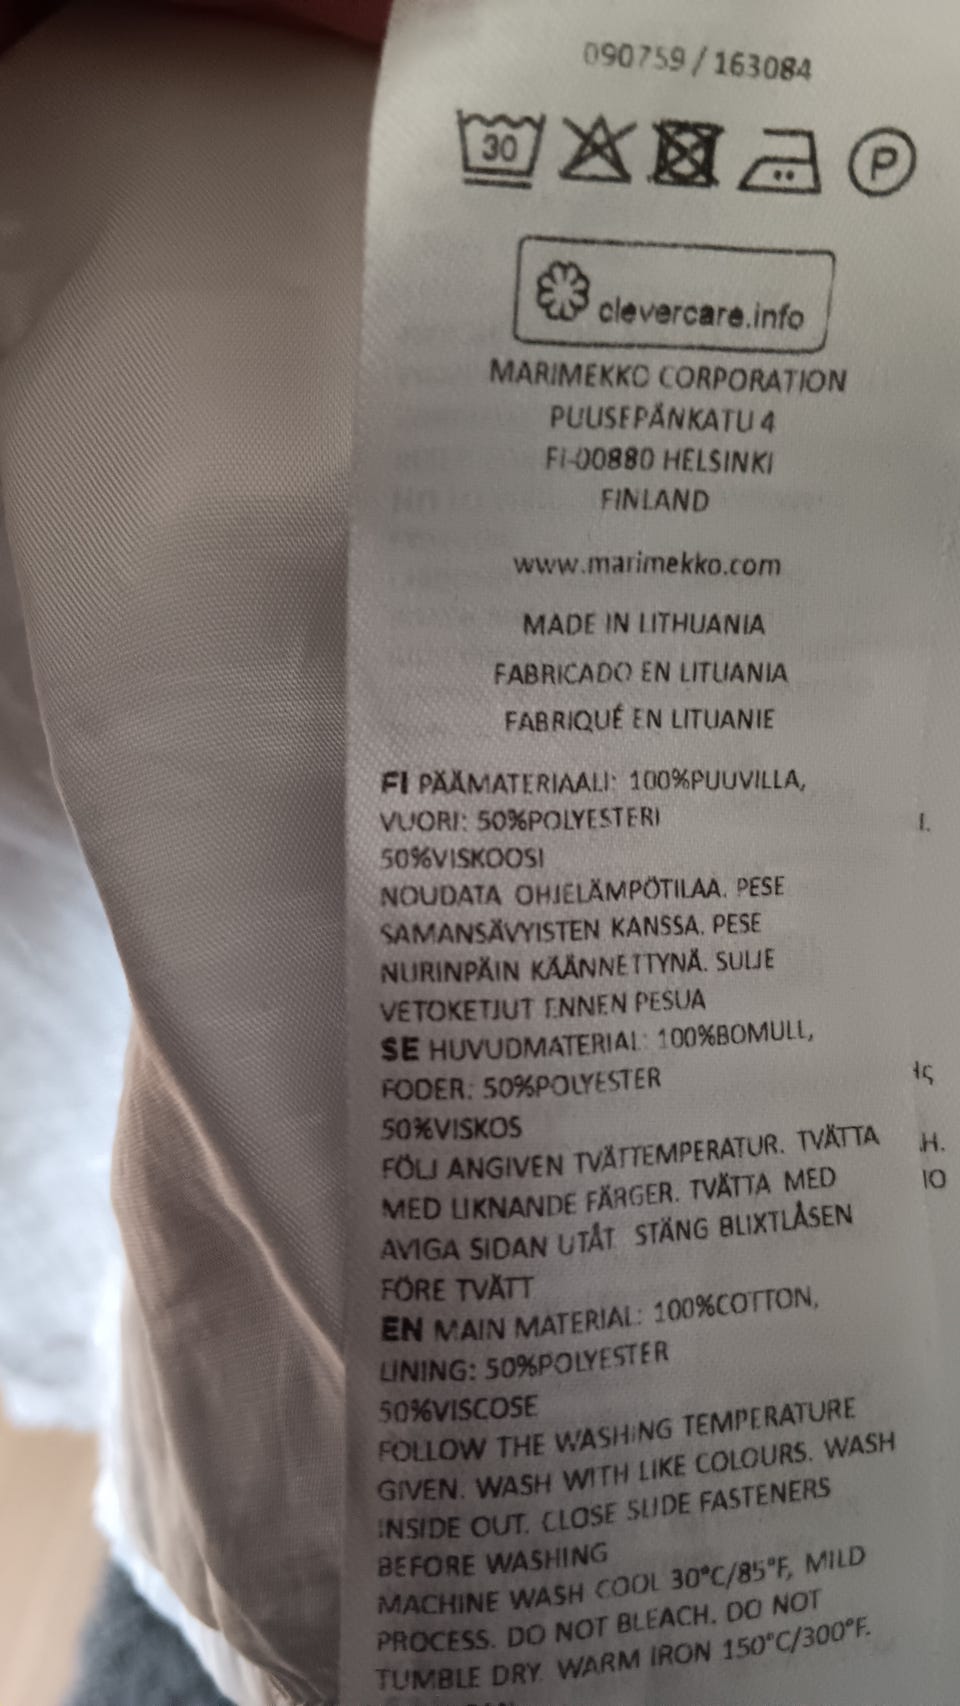 090759 / 163084
30
P
clevercare.info
MARIMEKKO CORPORATION
PUUSEPÄNKATU 4
FI-00880 HELSINKI
FINLAND
www.marimekko.com
MADE IN LITHUANIA
FABRICADO EN LITUANIA
FABRIQUÉ EN LITUANIE
FI PÄÄMATERIAALI: 100%PUUVILLA,
VUORI: 50%POLYESTERI
50%VISKOOSI
NOUDATA OHJELÄMPÖTILAA. PESE
SAMANSÄVYISTEN KANSSA. PESE
NURINPÄIN KÄÄNNETTYNÄ. SULJE
VETOKETJUT ENNEN PESUA
SE HUVUDMATERIAL: 100%BOMULL,
FODER: 50%POLYESTER
50%VISKOS
FÖLJ ANGIVEN TVÄTTEMPERATUR. TVÄTTA
MED LIKNANDE FÄRGER. TVÄTTA MED
AVIGA SIDAN UTÅT STÄNG BLIXTLÅSEN
FÖRE TVÄTT
EN MAIN MATERIAL: 100%COTTON,
LINING: 50%POLYESTER
50%VISCOSE
FOLLOW THE WASHING TEMPERATURE
GIVEN. WASH WITH LIKE COLOURS. WASH
INSIDE OUT. CLOSE SLIDE FASTENERS
BEFORE WASHING
MACHINE WASH COOL 30°C/85°F, MILD
PROCESS. DO NOT BLEACH. DO NOT
TUMBLE DRY. WARM IRON 150°C/300°F.